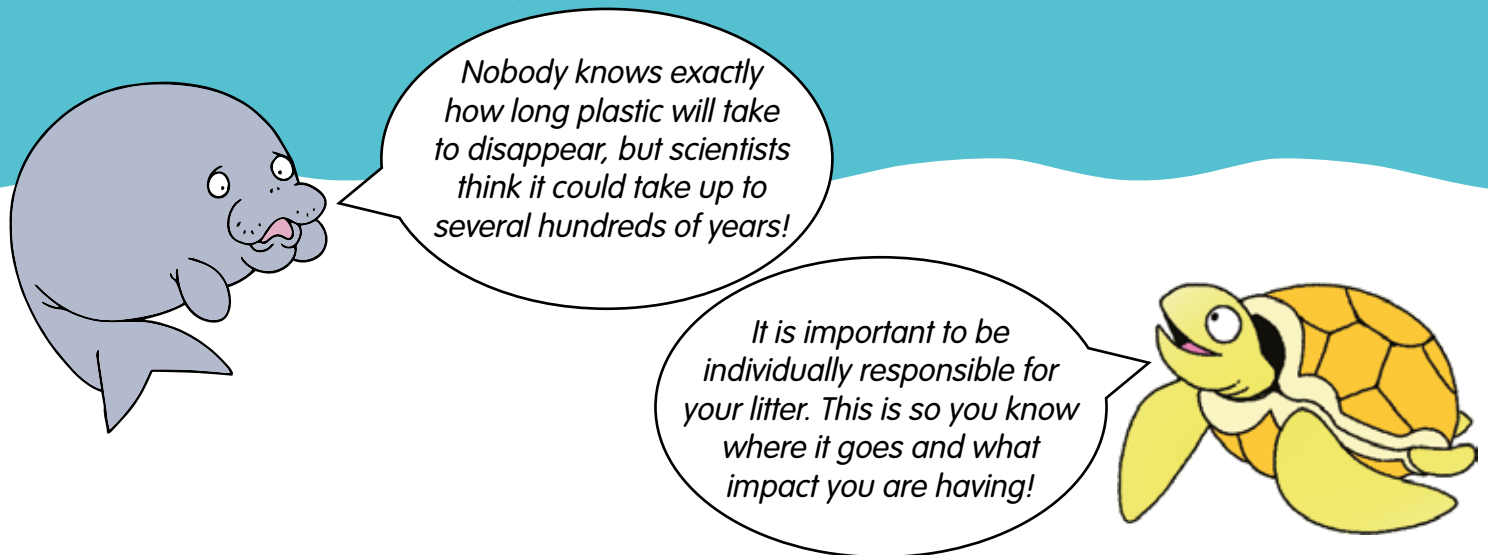 Nobody knows exactly
how long plastic will take
to disappear, but scientists
think it could take up to
several hundreds of years!
It is important to be
individually responsible for
your litter. This is so you know
where it goes and what
impact you are having!